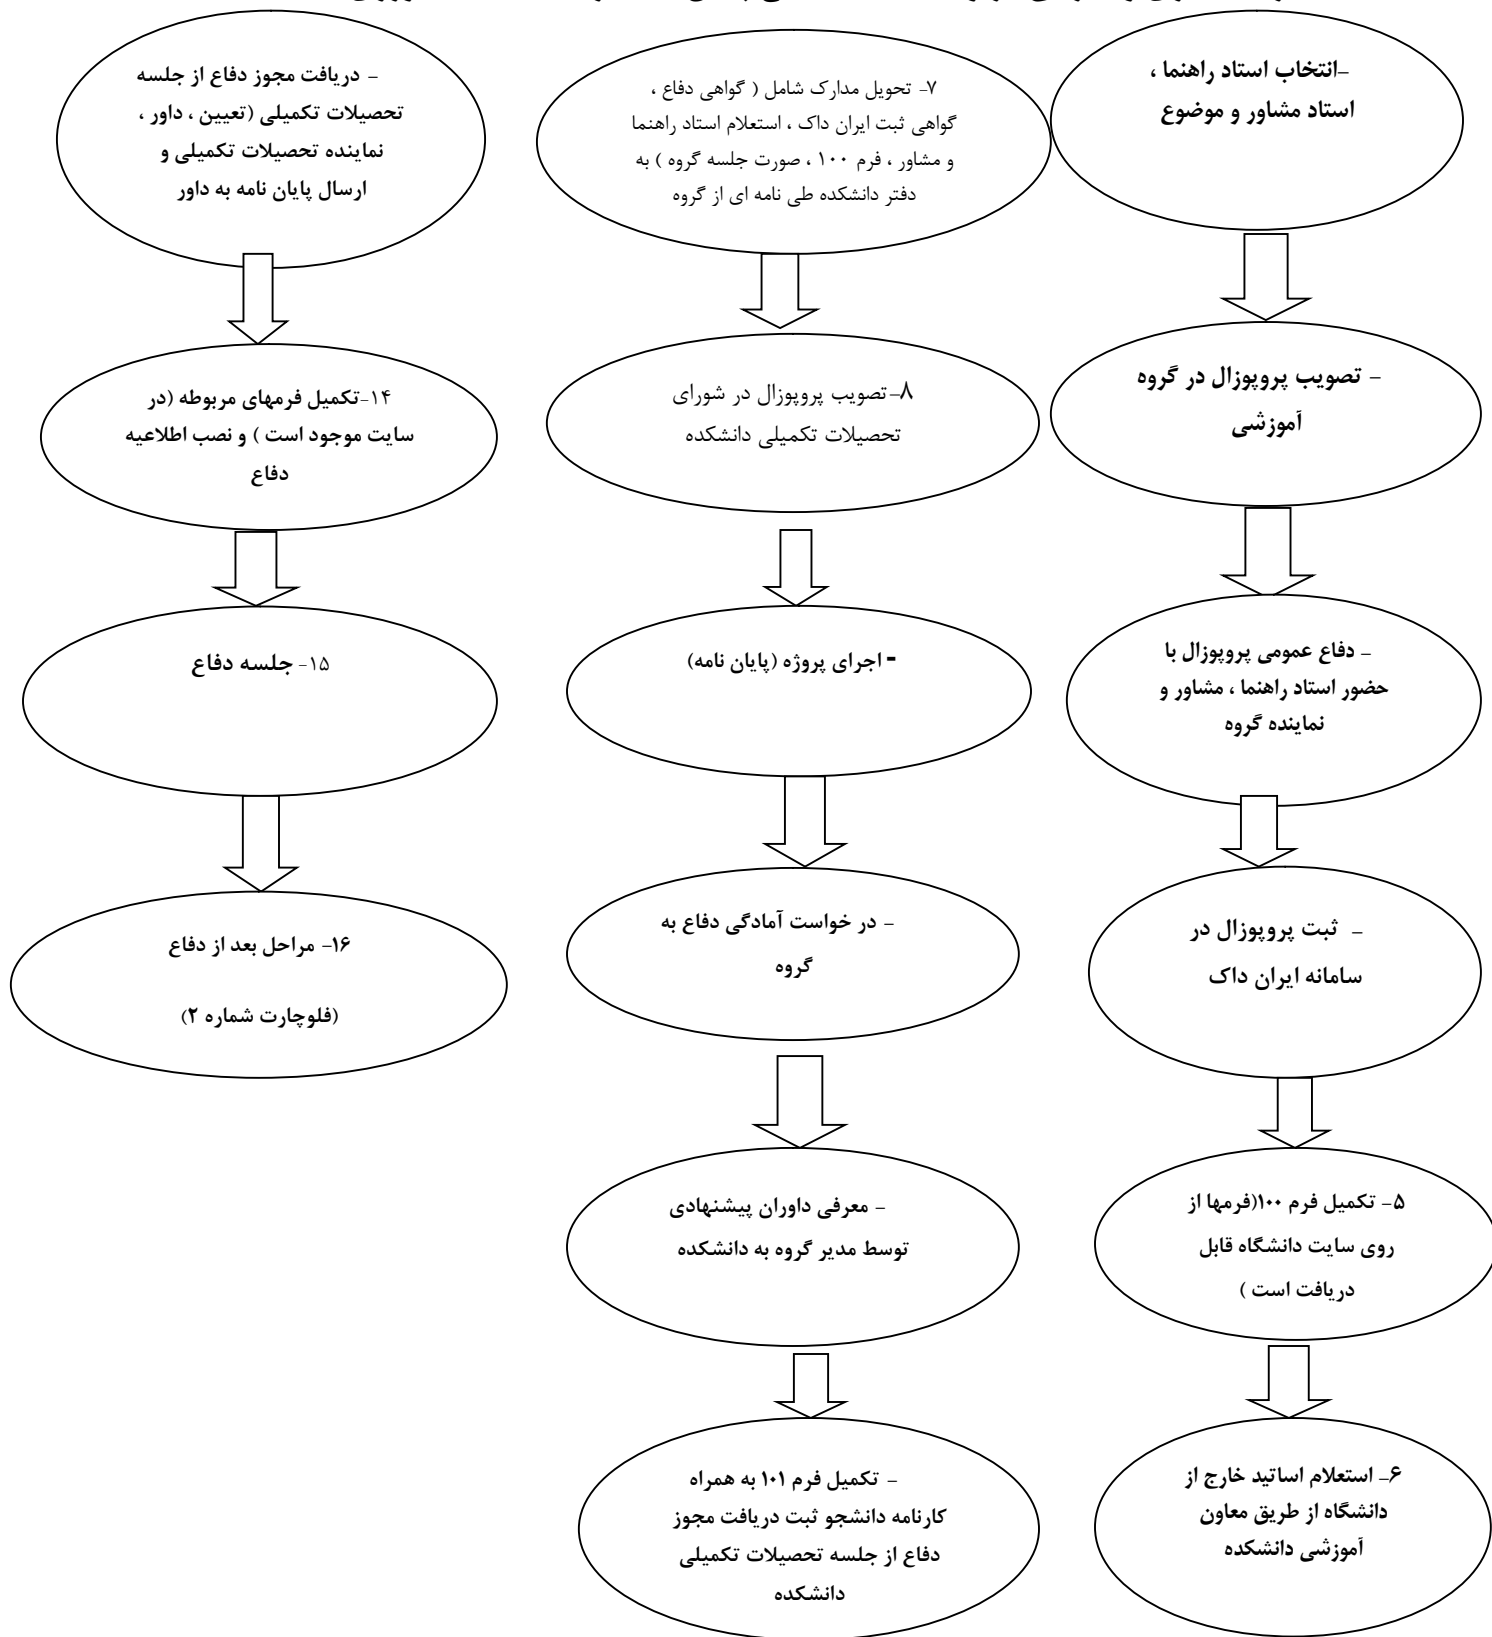 -انتخاب استاد راهنما ،
استاد مشاور و موضوع
- تصویب پروپوزال در گروه
آموزشی
- دفاع عمومی پروپوزال با
حضور استاد راهنما ، مشاور و
نماینده گروه
- ثبت پروپوزال در
سامانه ایران داک
۵- تکمیل فرم ۱۰۰(فرمها از
روی سایت دانشگاه قابل
دریافت است )
۶- استعلام اساتید خارج از
دانشگاه از طریق معاون
آموزشی دانشکده
۷- تحویل مدارک شامل ( گواهی دفاع ،
گواهی ثبت ایران داک ، استعلام استاد راهنما
و مشاور ، فرم ۱۰۰ ، صورت جلسه گروه ) به
دفتر دانشکده طی نامه ای از گروه
۸-تصویب پروپوزال در شورای
تحصیلات تکمیلی دانشکده
- اجرای پروژه (پایان نامه)
- در خواست آمادگی دفاع به
گروه
- معرفی داوران پیشنهادی
توسط مدیر گروه به دانشکده
- تکمیل فرم ۱۰۱ به همراه
کارنامه دانشجو ثبت دریافت مجوز
دفاع از جلسه تحصیلات تکمیلی
دانشکده
- دریافت مجوز دفاع از جلسه
تحصیلات تکمیلی (تعیین ، داور ،
نماینده تحصیلات تکمیلی و
ارسال پایان نامه به داور
۱۴-تکمیل فرمهای مربوطه (در
سایت موجود است ) و نصب اطلاعیه
دفاع
۱۵- جلسه دفاع
۱۶- مراحل بعد از دفاع
(فلوچارت شماره ۲)